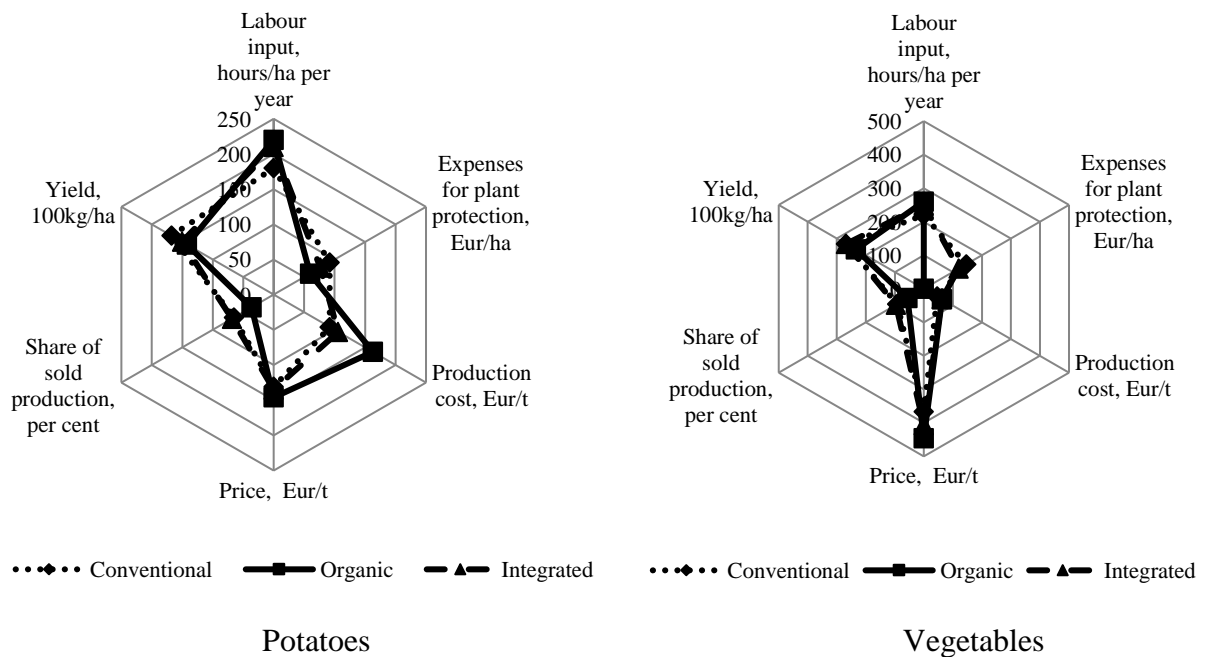 Labour
input,
hours/ha per
year
250
200
150
100
50
0
Expenses
for plant
protection,
Eur/ha
Production
cost, Eur/t
Price, Eur/t
Share of
sold
production,
per cent
Yield,
100kg/ha
Conventional
Organic
Integrated
Potatoes
Labour
input,
hours/ha per
year
500
400
300
200
100
Expenses
for plant
protection,
Eur/ha
Production
cost, Eur/t
Price, Eur/t
Share of
sold
production,
per cent
Yield,
100kg/ha
Conventional
Organic
Integrated
Vegetables